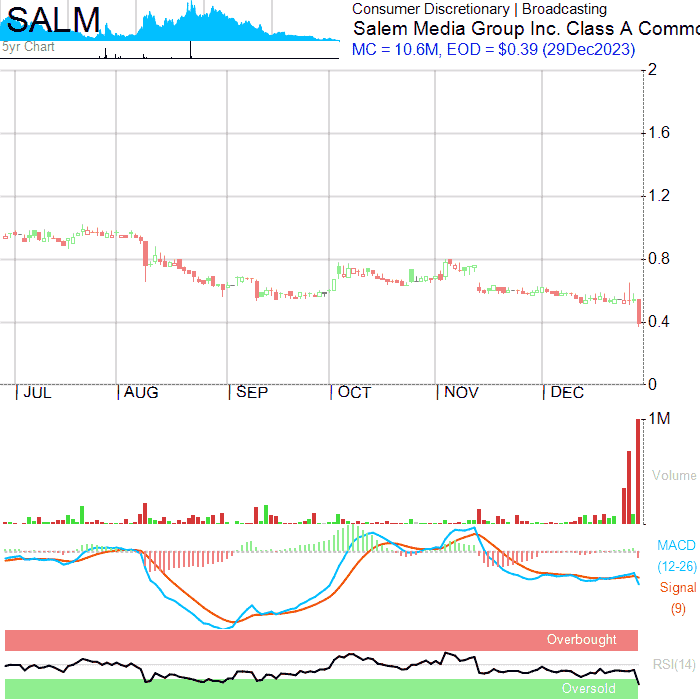 SALM
5yr Chart
Consumer Discretionary | Broadcasting
Salem Media Group Inc. Class A Commo
MC = 10.6M, EOD = $0.39 (29Dec2023)
2
1.6
1.2
0.8
0.4
0
JUL AUG SEP OCT NOV DEC
1M
Volume
MACD
(12-26)
Signal
(9)
Overbought
RSI(14)
Oversold